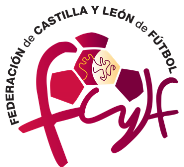 FEDERACIÓN de CASTILLA Y LEÓN de FÚTBOL
fcylf